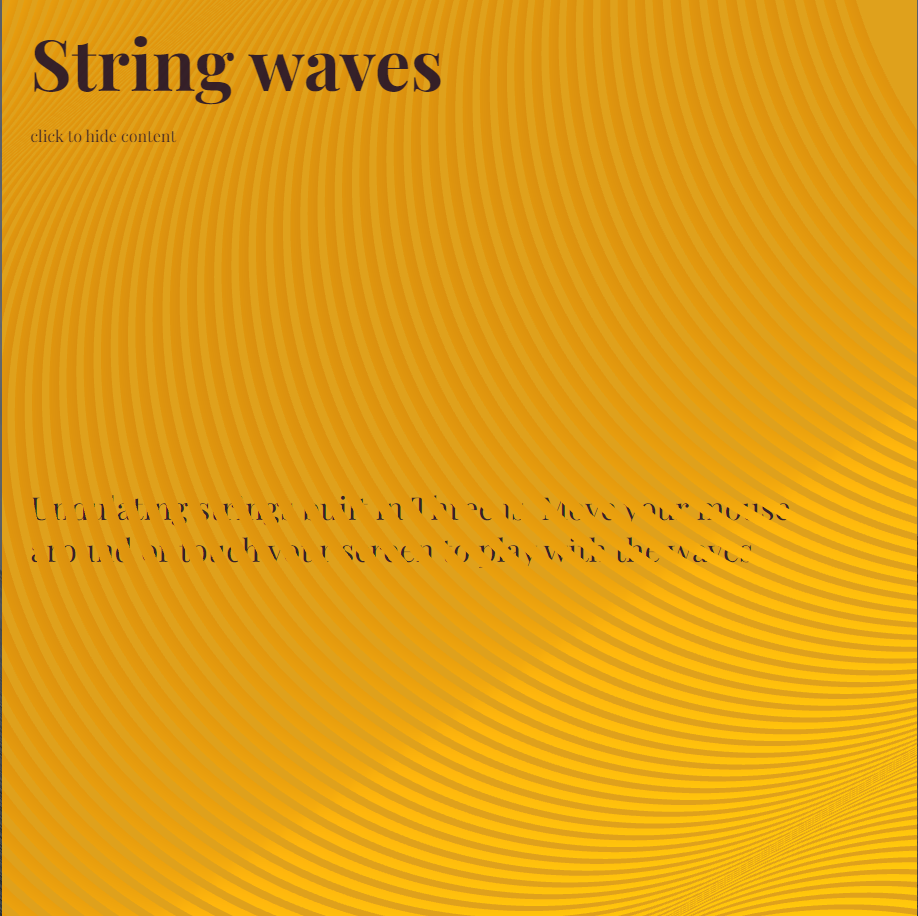 String waves
click to hide content
Undulating strings built in Three.js. Move your mouse
around or touch your screen to play with the waves